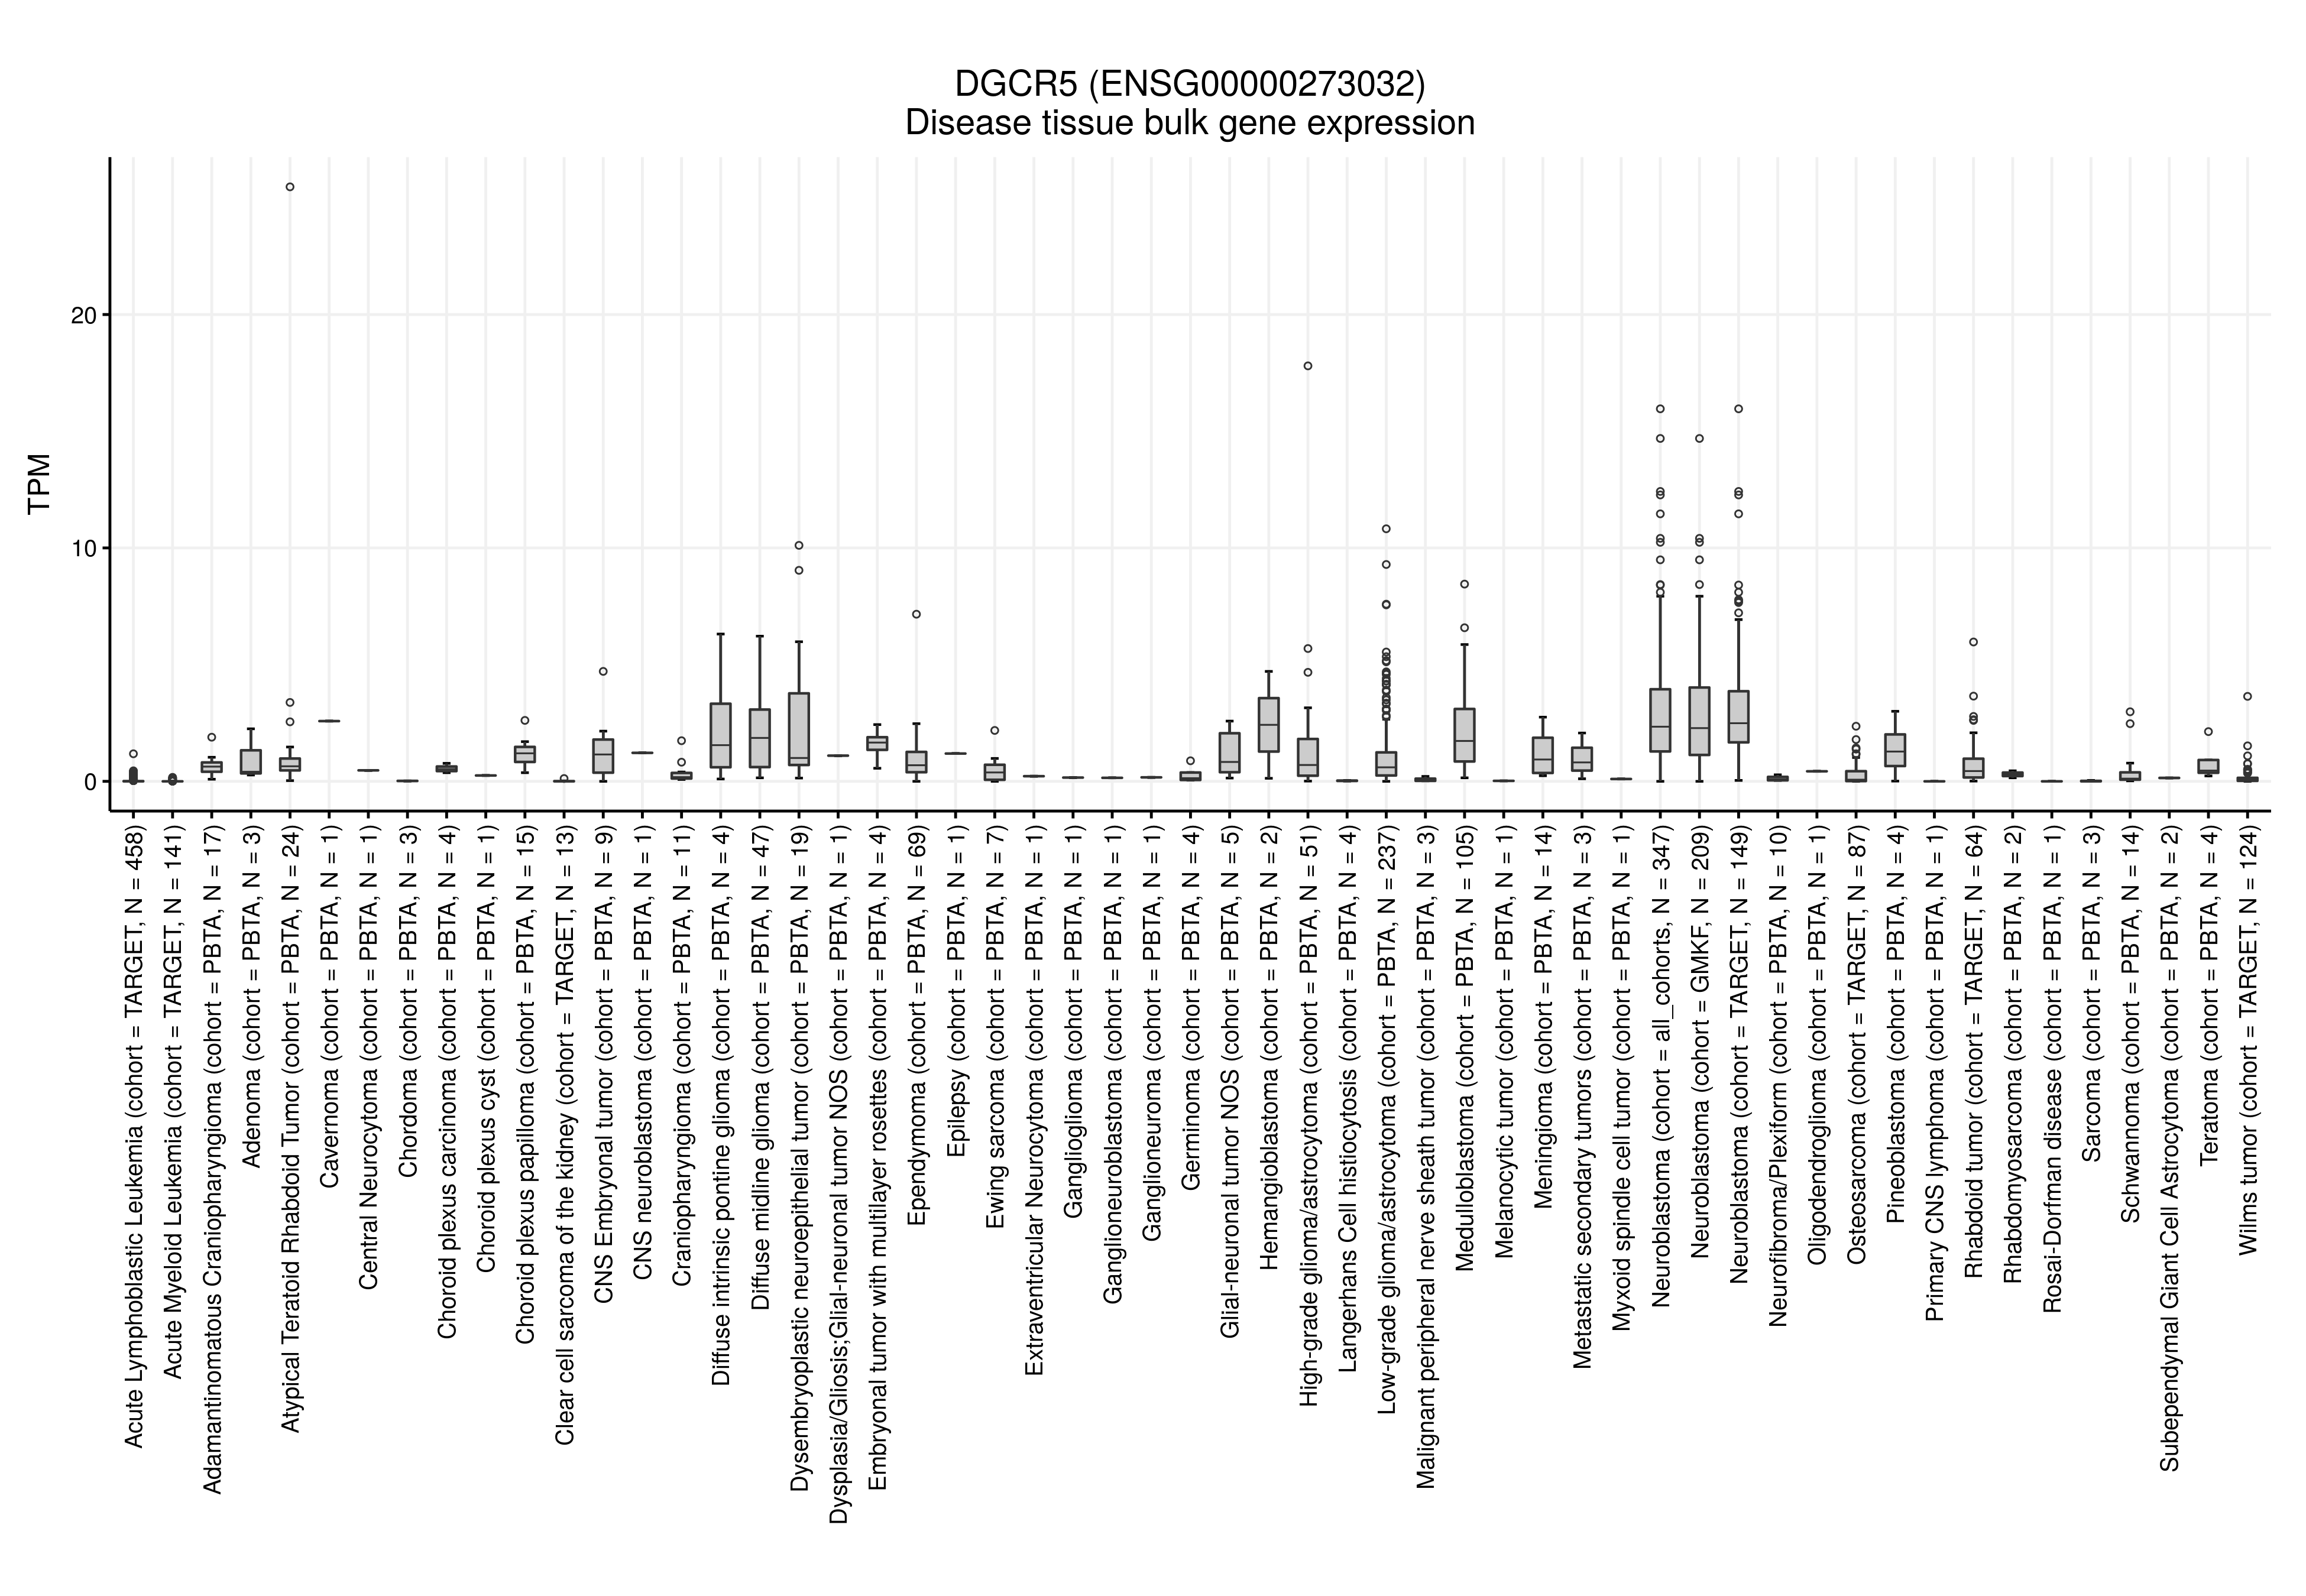 DGCR5 (ENSG00000273032)
Disease tissue bulk gene expression
TPM
20
10
0
Acute Lymphoblastic Leukemia (cohort = TARGET, N = 458)
Acute Myeloid Leukemia (cohort = TARGET, N = 141)
Adamantinomatous Craniopharyngioma (cohort = PBTA, N = 17)
Adenoma (cohort = PBTA, N = 3)
Atypical Teratoid Rhabdoid Tumor (cohort = PBTA, N = 24)
Cavernoma (cohort = PBTA, N = 1)
Central Neurocytoma (cohort = PBTA, N = 1)
Chordoma (cohort = PBTA, N = 3)
Choroid plexus carcinoma (cohort = PBTA, N = 4)
Choroid plexus cyst (cohort = PBTA, N = 1)
Choroid plexus papilloma (cohort = PBTA, N = 15)
Clear cell sarcoma of the kidney (cohort = TARGET, N = 13)
CNS Embryonal tumor (cohort = PBTA, N = 9)
CNS neuroblastoma (cohort = PBTA, N = 1)
Craniopharyngioma (cohort = PBTA, N = 11)
Diffuse intrinsic pontine glioma (cohort = PBTA, N = 4)
Diffuse midline glioma (cohort = PBTA, N = 47)
Dysembryoplastic neuroepithelial tumor (cohort = PBTA, N = 19)
Dysplasia/Gliosis;Glial-neuronal tumor NOS (cohort = PBTA, N = 1)
Embryonal tumor with multilayer rosettes (cohort = PBTA, N = 4)
Ependymoma (cohort = PBTA, N = 69)
Epilepsy (cohort = PBTA, N = 1)
Ewing sarcoma (cohort = PBTA, N = 7)
Extraventricular Neurocytoma (cohort = PBTA, N = 1)
Ganglioglioma (cohort = PBTA, N = 1)
Ganglioneuroblastoma (cohort = PBTA, N = 1)
Ganglioneuroma (cohort = PBTA, N = 1)
Germinoma (cohort = PBTA, N = 4)
Glial-neuronal tumor NOS (cohort = PBTA, N = 5)
Hemangioblastoma (cohort = PBTA, N = 2)
High-grade glioma/astrocytoma (cohort = PBTA, N = 51)
Langerhans Cell histiocytosis (cohort = PBTA, N = 4)
Low-grade glioma/astrocytoma (cohort = PBTA, N = 237)
Malignant peripheral nerve sheath tumor (cohort = PBTA, N = 3)
Medulloblastoma (cohort = PBTA, N = 105)
Melanocytic tumor (cohort = PBTA, N = 1)
Meningioma (cohort = PBTA, N = 14)
Metastatic secondary tumors (cohort = PBTA, N = 3)
Myxoid spindle cell tumor (cohort = PBTA, N = 1)
Neuroblastoma (cohort = all_cohorts, N = 347)
Neuroblastoma (cohort = GMKF, N = 209)
Neuroblastoma (cohort = TARGET, N = 149)
Neurofibroma/Plexiform (cohort = PBTA, N = 10)
Oligodendroglioma (cohort = PBTA, N = 1)
Osteosarcoma (cohort = TARGET, N = 87)
Pineoblastoma (cohort = PBTA, N = 4)
Primary CNS lymphoma (cohort = PBTA, N = 1)
Rhabdoid tumor (cohort = TARGET, N = 64)
Rhabdomyosarcoma (cohort = PBTA, N = 2)
Rosai-Dorfman disease (cohort = PBTA, N = 1)
Sarcoma (cohort = PBTA, N = 3)
Schwannoma (cohort = PBTA, N = 14)
Subependymal Giant Cell Astrocytoma (cohort = PBTA, N = 2)
Teratoma (cohort = PBTA, N = 4)
Wilms tumor (cohort = TARGET, N = 124)